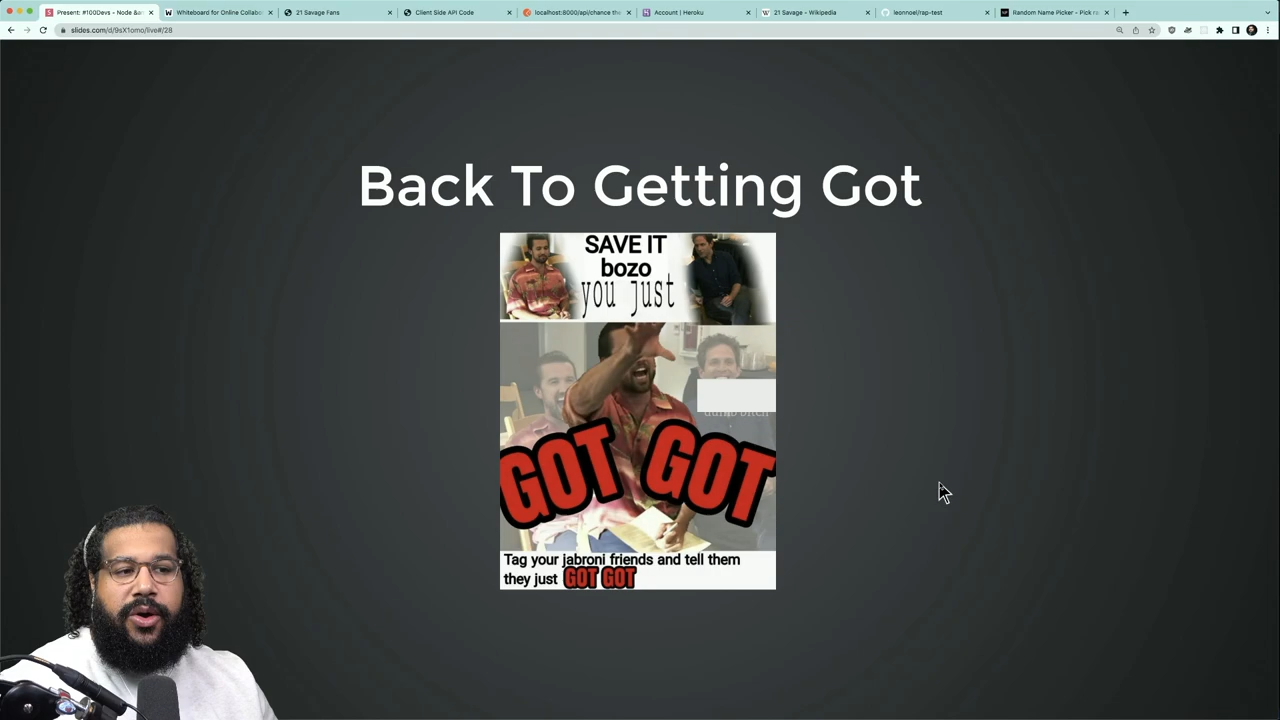 Present: #100Devs - Node &a
Whiteboard for Online Collabo
21 Savage Fans
Client Side API Code
localhost:8000/api/chance the
Account | Heroku
21 Savage - Wikipedia
leonnoel/rap-test
Random Name Picker - Pick ra
slides.com/d/9sX1omo/live#/28
Back To Getting Got
SAVE IT
bozo
you just
dumb bitch
GOT GOT
Tag your jabroni friends and tell them
they just GOT GOT